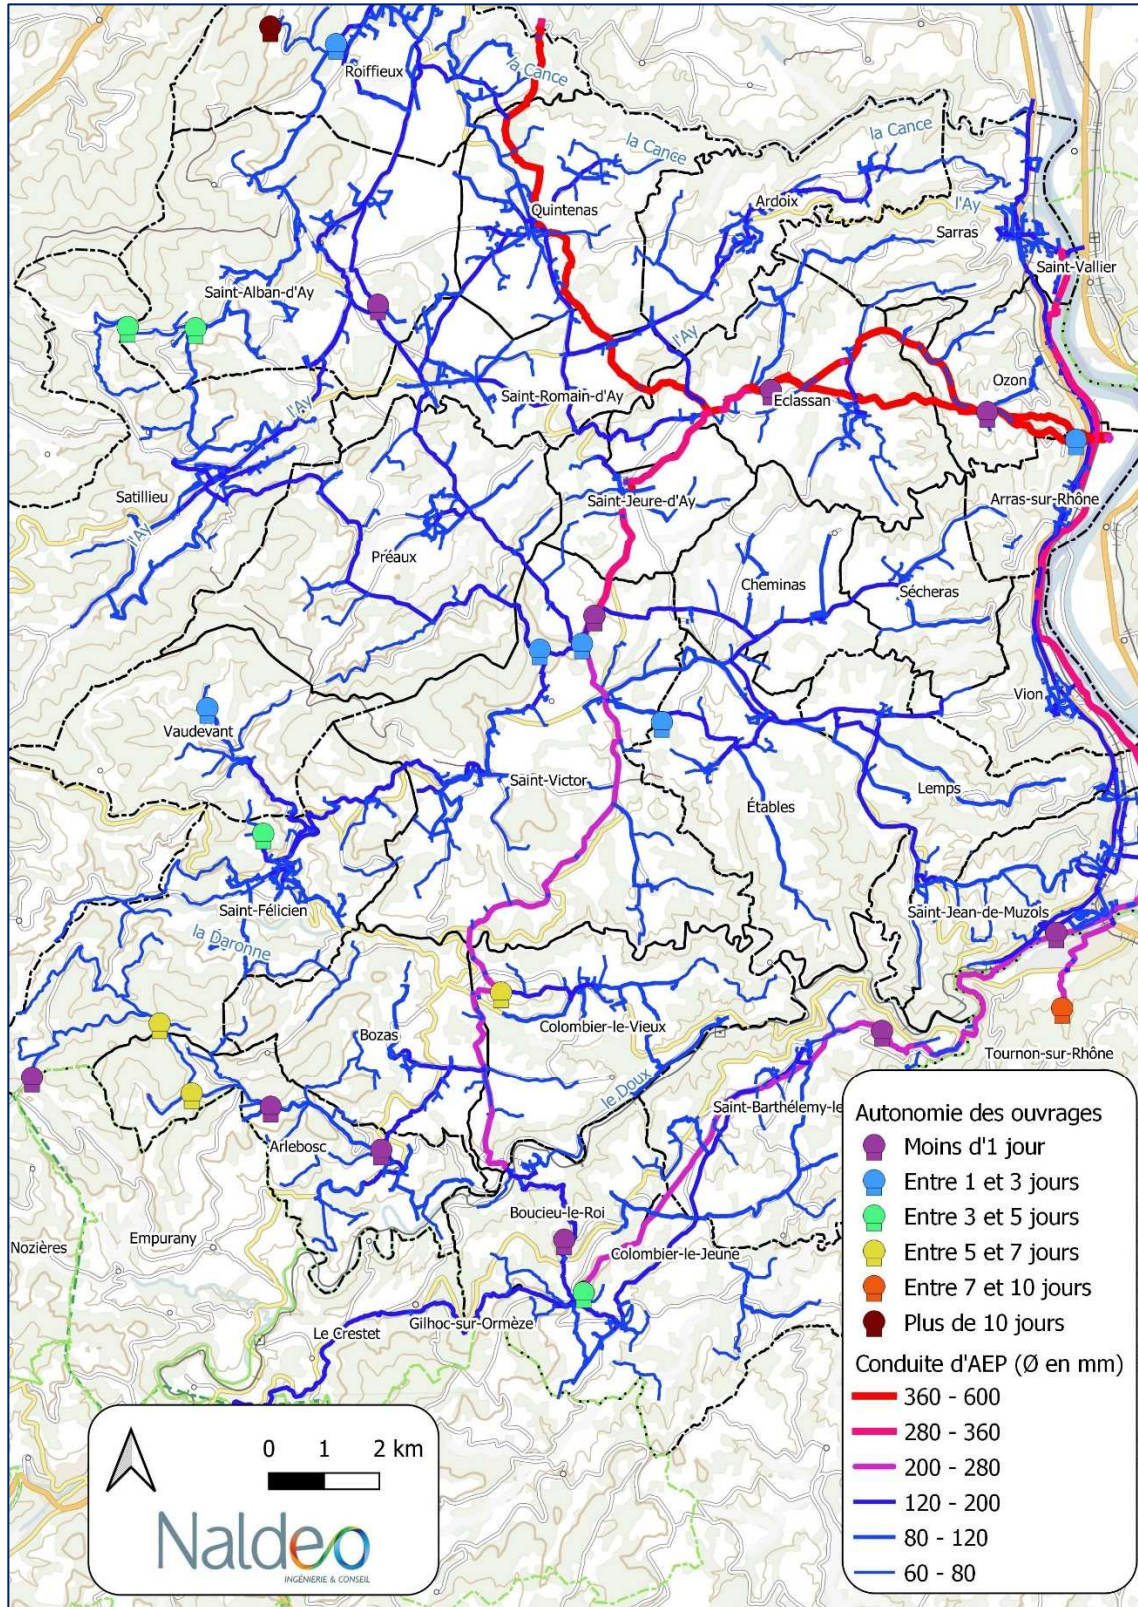 Roiffieux
la Cance
la Cance
la Cance
Ardoix
l'Ay
Quintenas
Sarras
Saint-Vallier
Saint-Alban-d'Ay
l'Ay
Ozon
Saint-Romain-d'Ay
Eclassan
l'Ay
Satillieu
Saint-Jeure-d'Ay
Arras-sur-Rhône
l'Ay
Préaux
Cheminas
Sécheras
Vion
Vaudevant
Saint-Victor
Lemps
Étables
Saint-Félicien
Saint-Jean-de-Muzols
la Daronne
Colombier-le-Vieux
Bozas
Tournon-sur-Rhône
le Doux
Saint-Barthélemy-le
Arlebosc
Boucieu-le-Roi
Empurany
Nozières
Colombier-le-Jeune
Gilhoc-sur-Ormèze
Le Crestet
Autonomie des ouvrages
Moins d'1 jour
Entre 1 et 3 jours
Entre 3 et 5 jours
Entre 5 et 7 jours
Entre 7 et 10 jours
Plus de 10 jours
Conduite d'AEP (Ø en mm)
360 - 600
280 - 360
200 - 280
120 - 200
80 - 120
60 - 80
0 1 2 km
Naldeo
INGÉNIERIE & CONSEIL